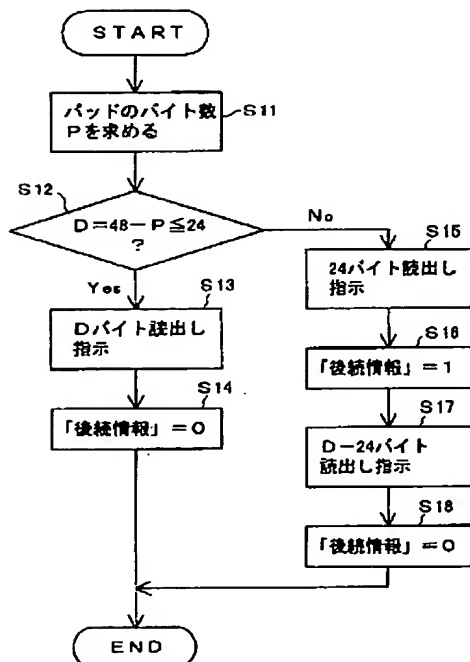 START
パッドのバイト数
Pを求める
S11
S12
D=48-P≦24
?
No
Yes
S13
Dバイト読出し
指示
S14
「後続情報」=0
S15
24バイト読出し
指示
S16
「後続情報」=1
S17
D-24バイト
読出し指示
S18
「後続情報」=0
END